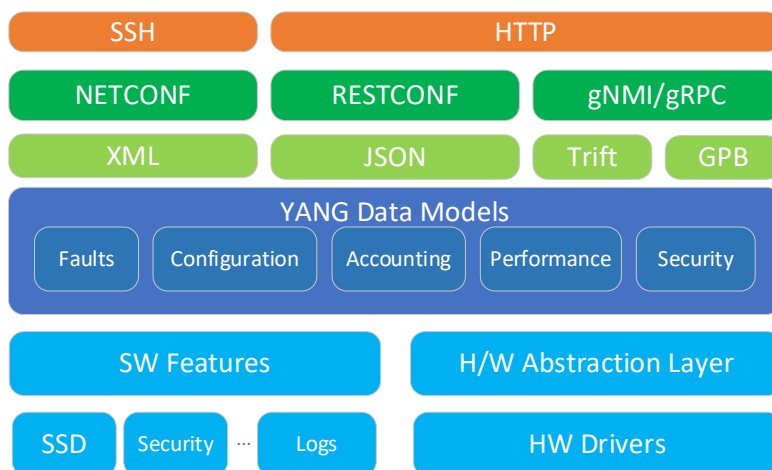 SSH
HTTP
NETCONF
RESTCONF
gNMI/gRPC
XML
JSON
Trift
GPB
YANG Data Models
Faults
Configuration
Accounting
Performance
Security
SW Features
H/W Abstraction Layer
SSD
Security
...
Logs
HW Drivers